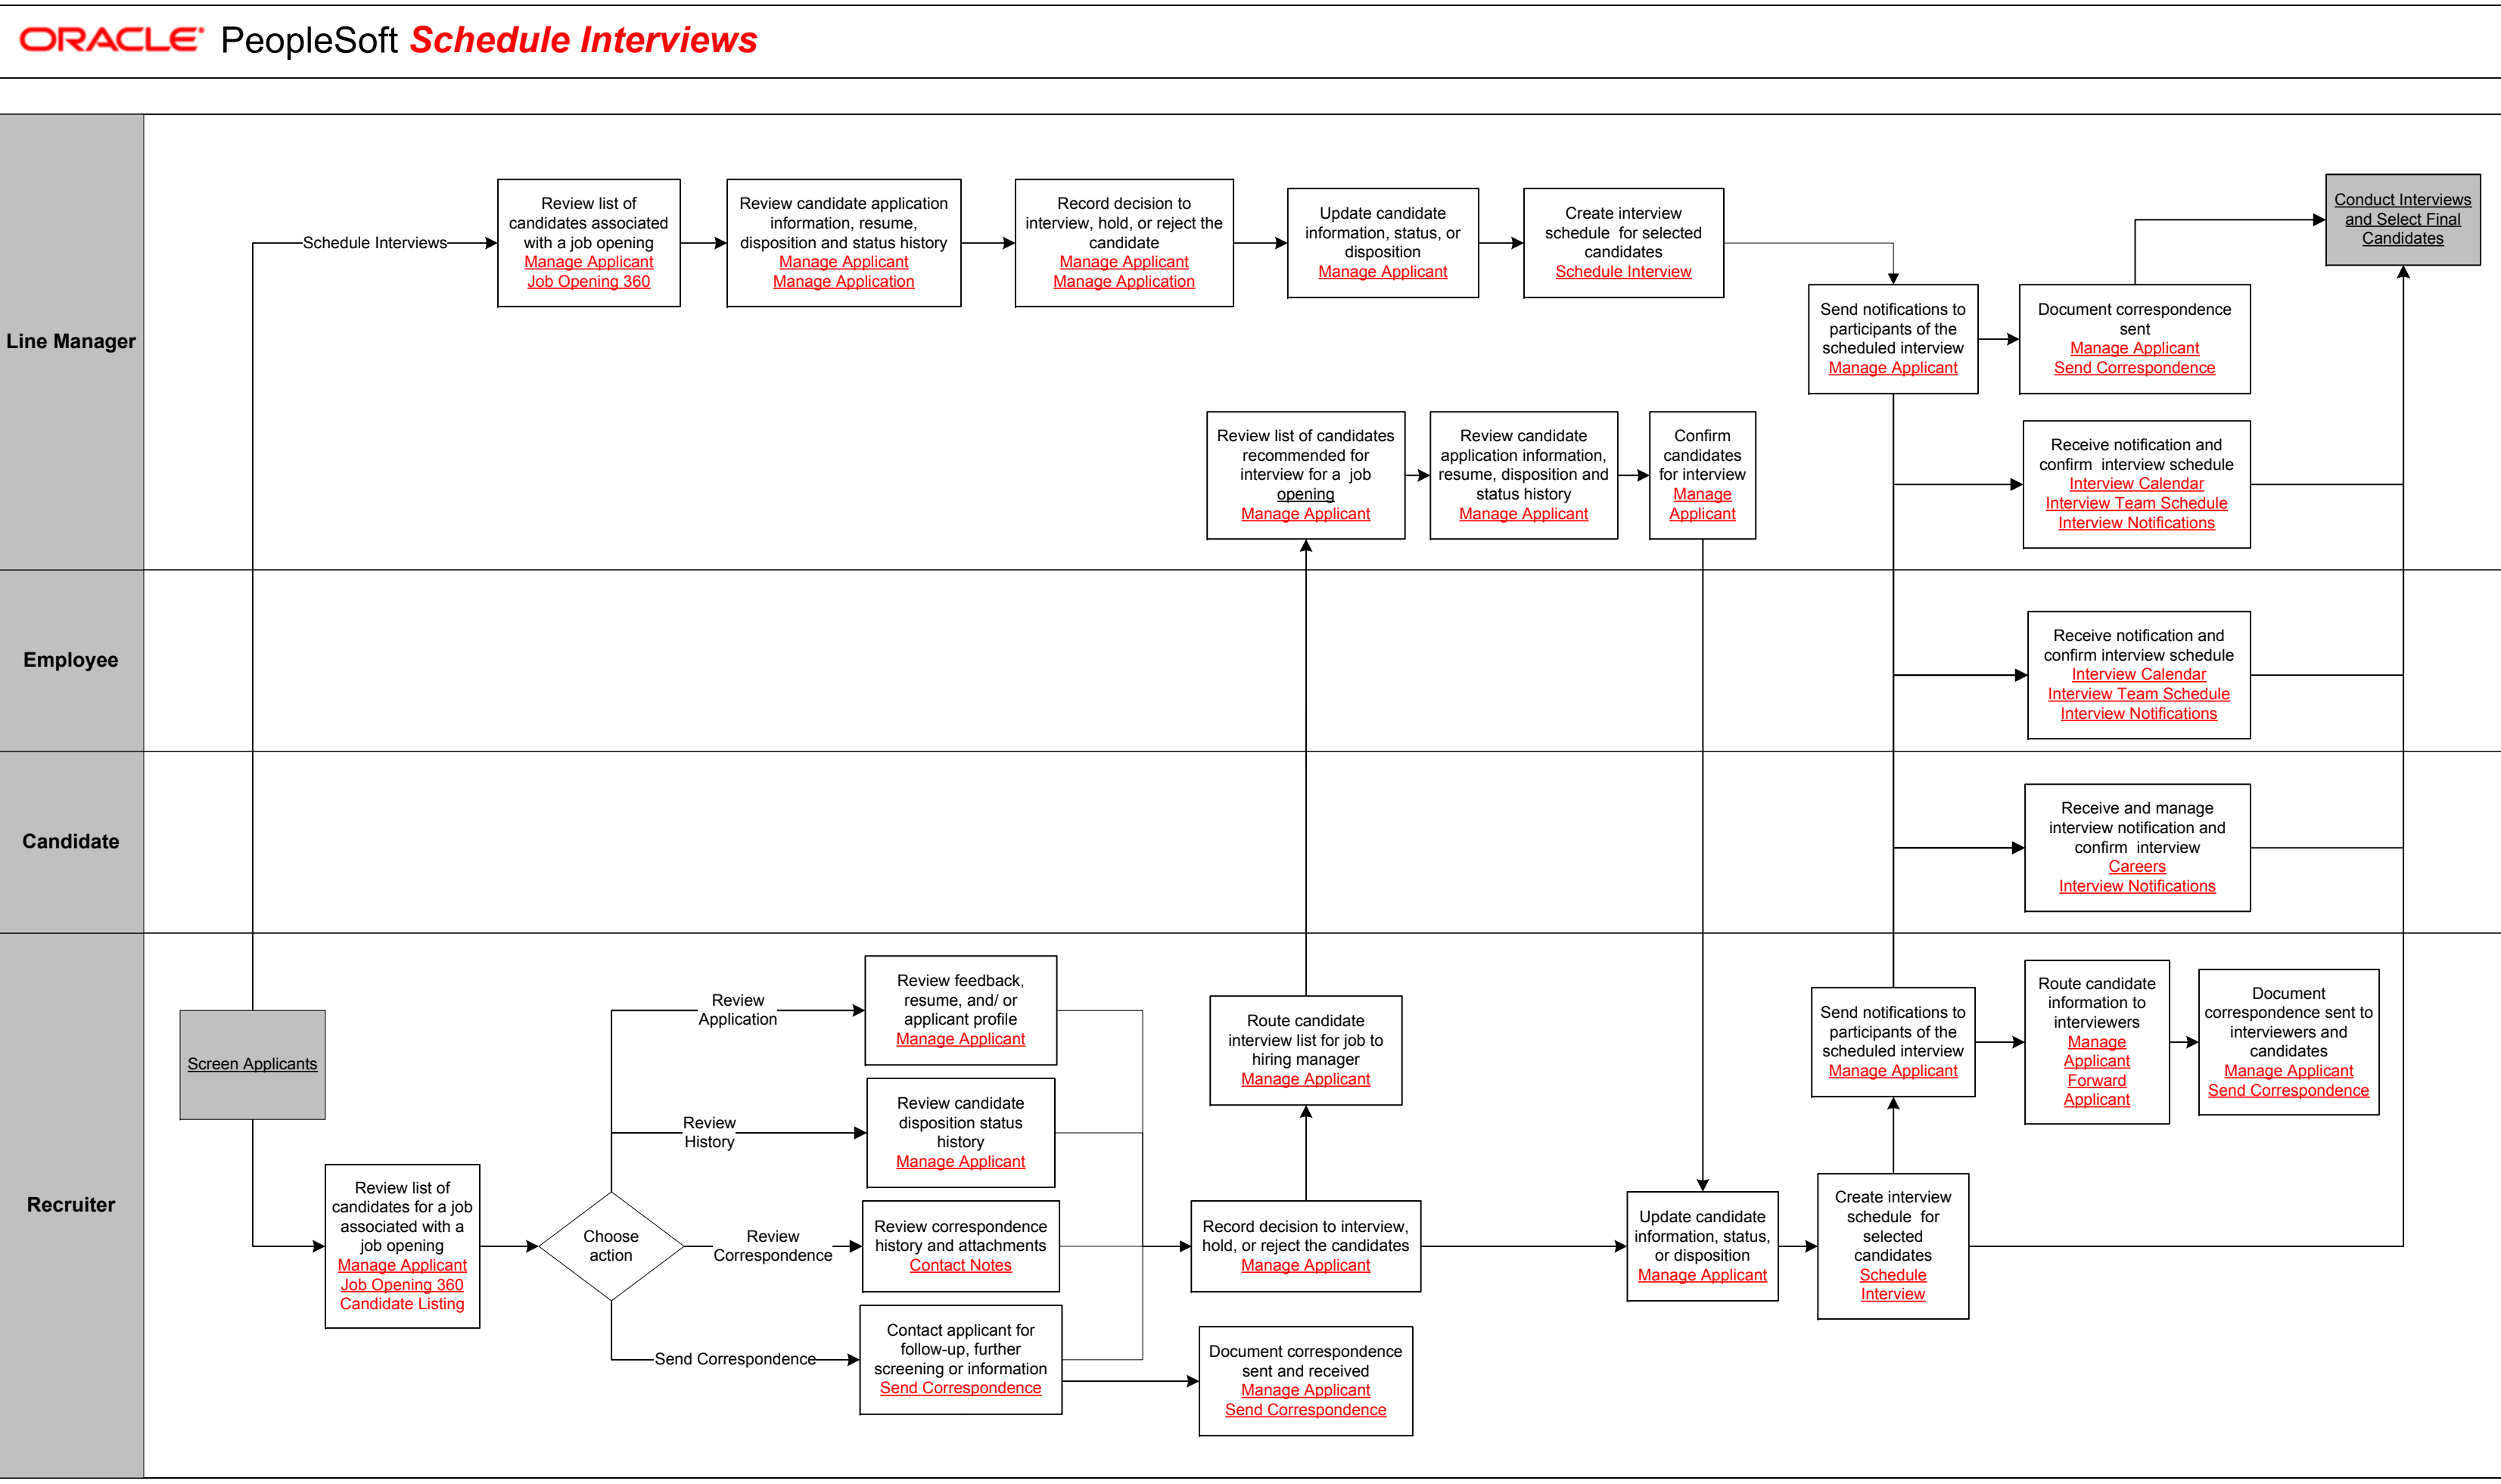 ORACLE PeopleSoft Schedule Interviews
Line Manager
Schedule Interviews
Review list of
candidates associated
with a job opening
Manage Applicant
Job Opening 360
Review candidate application
information, resume,
disposition and status history
Manage Applicant
Manage Application
Record decision to
interview, hold, or reject the
candidate
Manage Applicant
Manage Application
Update candidate
information, status, or
disposition
Manage Applicant
Create interview
schedule for selected
candidates
Schedule Interview
Send notifications to
participants of the
scheduled interview
Manage Applicant
Document correspondence
sent
Manage Applicant
Send Correspondence
Conduct Interviews
and Select Final
Candidates
Review list of candidates
recommended for
interview for a job
opening
Manage Applicant
Review candidate
application information,
resume, disposition and
status history
Manage Applicant
Confirm
candidates
for interview
Manage
Applicant
Receive notification and
confirm interview schedule
Interview Calendar
Interview Team Schedule
Interview Notifications
Employee
Receive notification and
confirm interview schedule
Interview Calendar
Interview Team Schedule
Interview Notifications
Candidate
Receive and manage
interview notification and
confirm interview
Careers
Interview Notifications
Recruiter
Screen Applicants
Review list of
candidates for a job
associated with a
job opening
Manage Applicant
Job Opening 360
Candidate Listing
Choose
action
Review
Application
Review feedback,
resume, and/ or
applicant profile
Manage Applicant
Review
History
Review candidate
disposition status
history
Manage Applicant
Review
Correspondence
Review correspondence
history and attachments
Contact Notes
Send Correspondence
Contact applicant for
follow-up, further
screening or information
Send Correspondence
Document correspondence
sent and received
Manage Applicant
Send Correspondence
Record decision to interview,
hold, or reject the candidates
Manage Applicant
Route candidate
interview list for job to
hiring manager
Manage Applicant
Update candidate
information, status,
or disposition
Manage Applicant
Create interview
schedule for
selected
candidates
Schedule
Interview
Send notifications to
participants of the
scheduled interview
Manage Applicant
Route candidate
information to
interviewers
Manage
Applicant
Forward
Applicant
Document
correspondence sent to
interviewers and
candidates
Manage Applicant
Send Correspondence